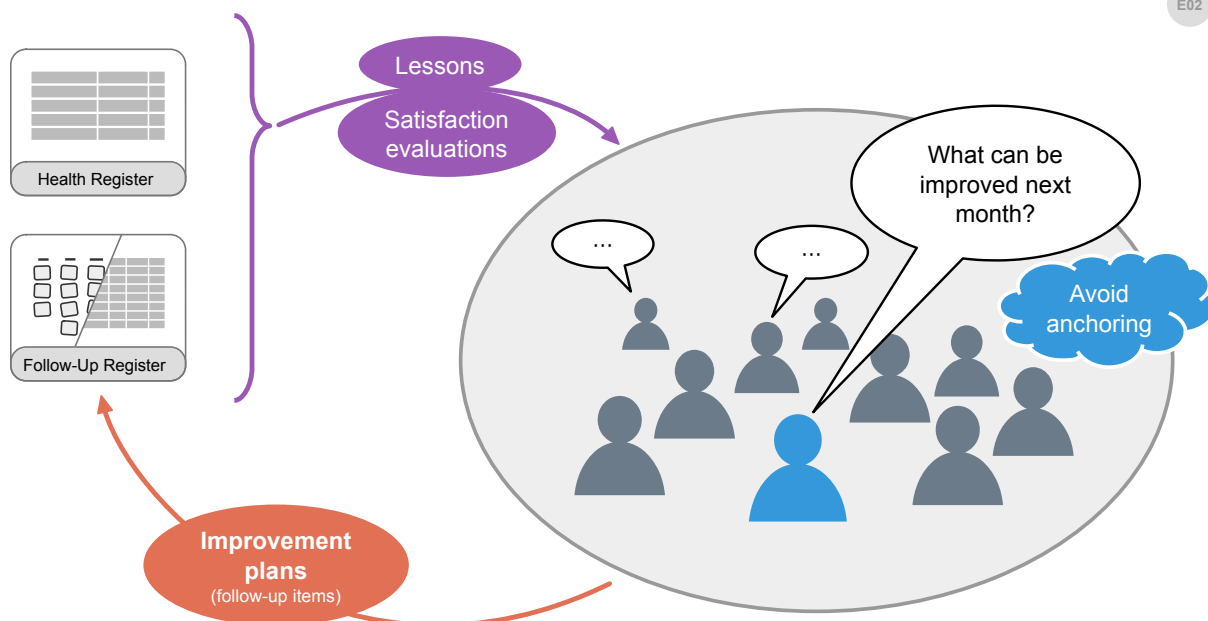 E02
Health Register
Follow-Up Register
Lessons
Satisfaction
evaluations
What can be
improved next
month?
...
...
Avoid
anchoring
Improvement
plans
(follow-up items)